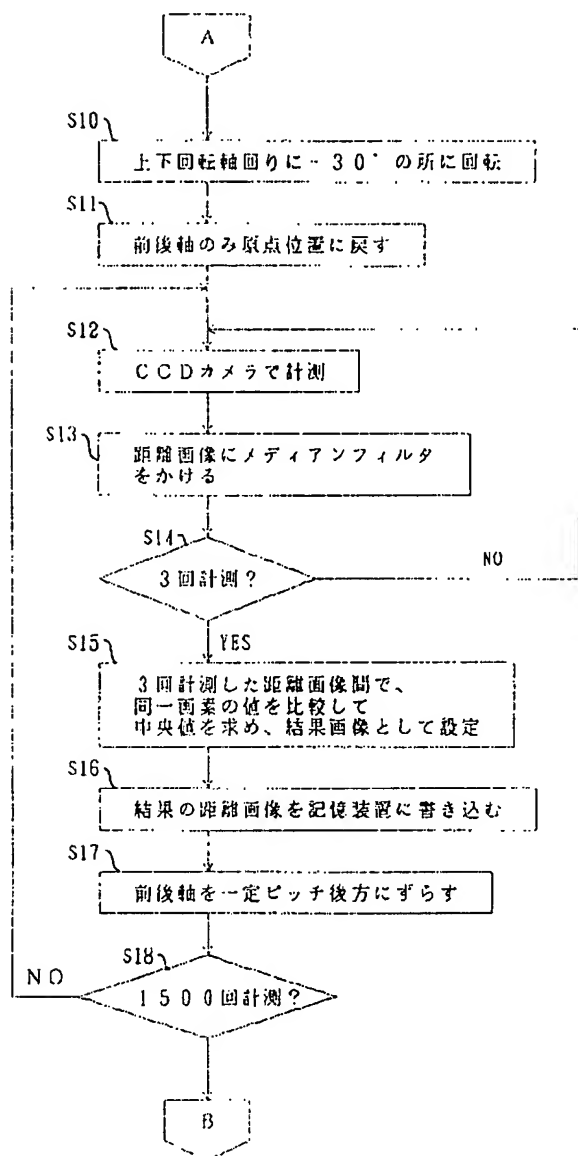 A
S10
上下回転軸回りに-30°の所に回転
S11
前後軸のみ原点位置に戻す
S12
CCDカメラで計測
S13
距離画像にメディアンフィルタ
をかける
S14
3回計測?
NO
YES
S15
3回計測した距離画像間で、
同一画素の値を比較して
中央値を求め、結果画像として設定
S16
結果の距離画像を記憶装置に書き込む
S17
前後軸を一定ピッチ後方にずらす
S18
NO
1500回計測?
B